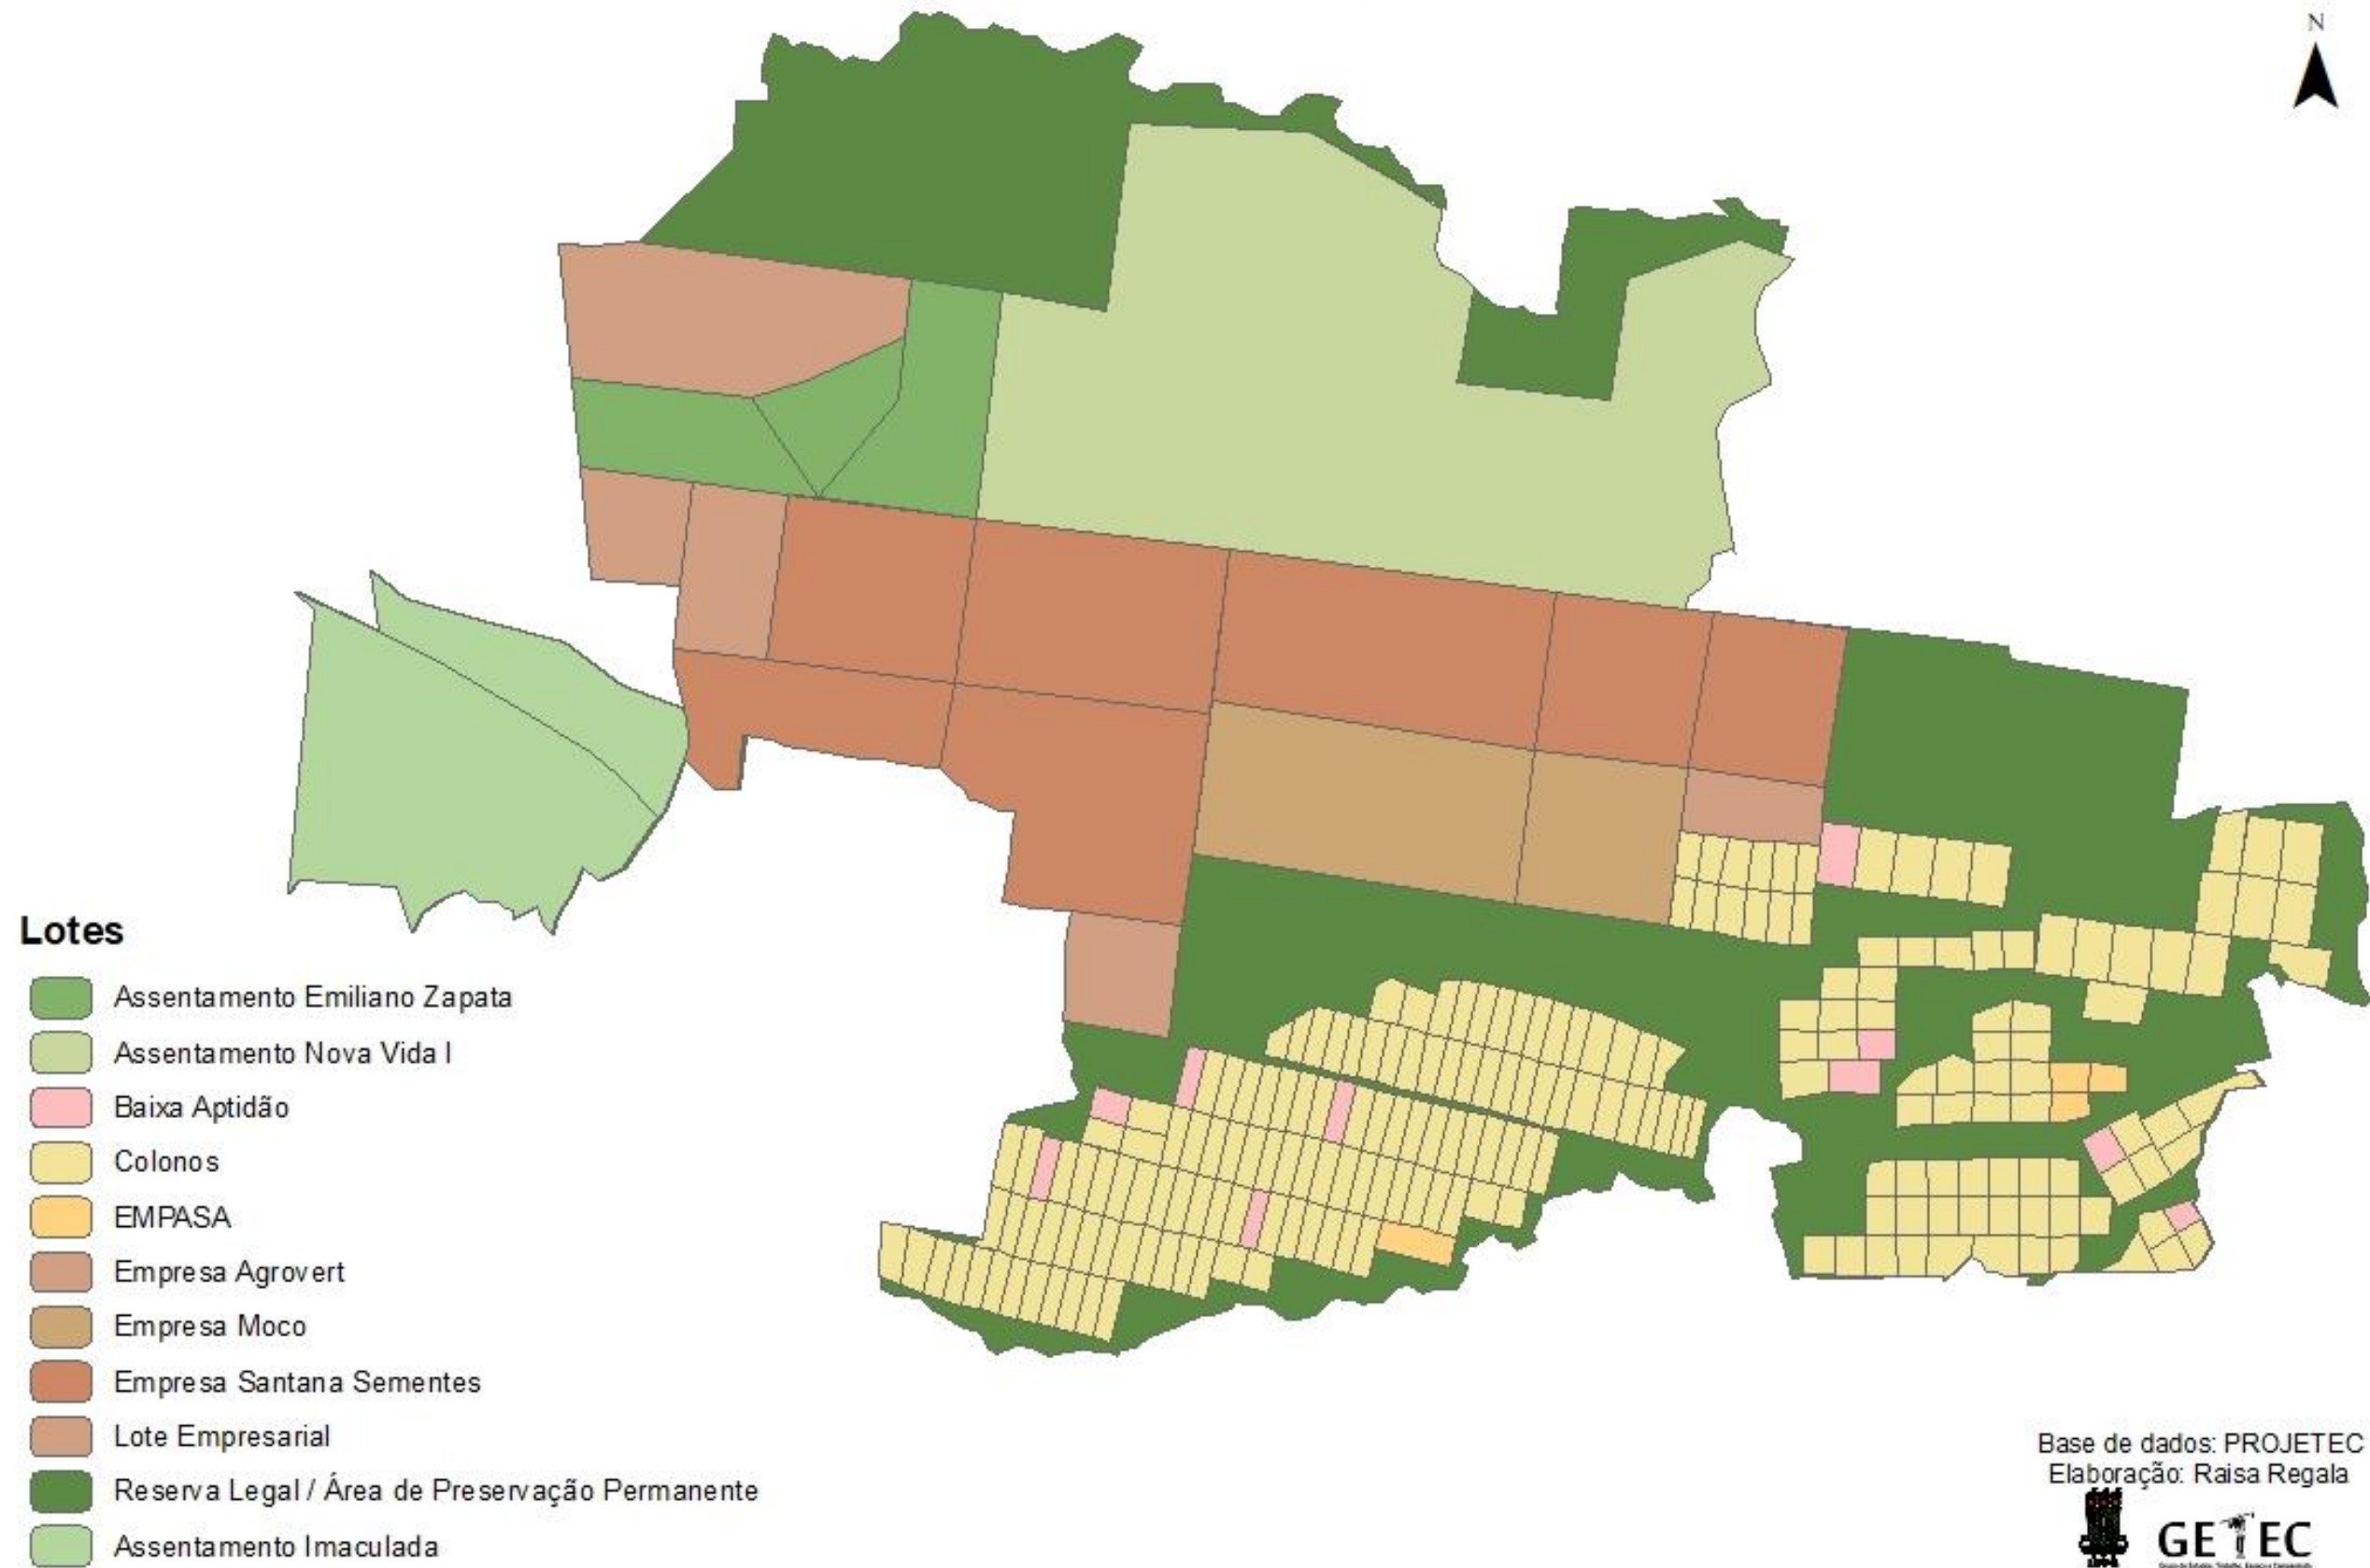 N
Lotes
Assentamento Emiliano Zapata
Assentamento Nova Vida I
Baixa Aptidão
Colonos
EMPASA
Empresa Agrovert
Empresa Moco
Empresa Santana Sementes
Lote Empresarial
Reserva Legal / Área de Preservação Permanente
Assentamento Imaculada
Base de dados: PROJETEC
Elaboração: Raisa Regala
GETEC